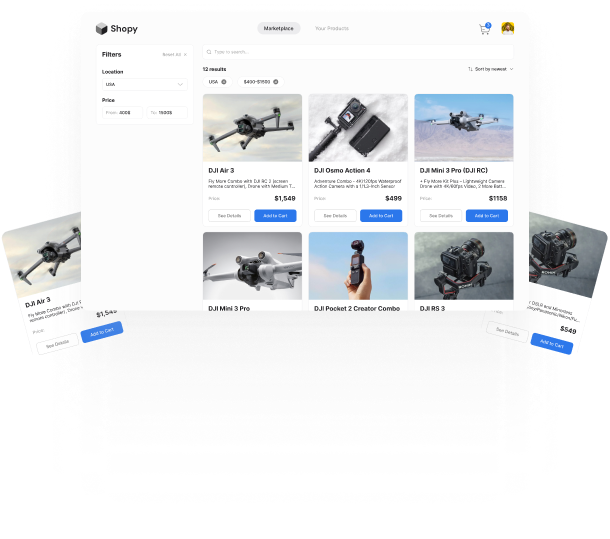 Shopy
Marketplace
Your Products
Filters
Reset All
Type to search...
Location
12 results
Sort by newest
USA
USA
$400-$1500
Price
From: 400$
To: 1500$
DJI Air 3
Fly More Combo with DJI RC 2 (screen
remote controller), Drone with Medium T...
Price:
$1,549
See Details
Add to Cart
DJI Osmo Action 4
Adventure Combo - 4K/120fps Waterproof
Action Camera with a 1/1.3-Inch Sensor
Price:
$499
See Details
Add to Cart
DJI Mini 3 Pro (DJI RC)
+ Fly More Kit Plus - Lightweight Camera
Drone with 4K/60fps Video, 2 More Batt...
Price:
$1158
See Details
Add to Cart
DJI Mini 3 Pro
DJI Pocket 2 Creator Combo
DJI RS 3
DJI Air 3
Fly More Combo with DJI
remote controller), Drone
Price:
$1,549
See Details
Add to Cart
DSLR and Mirrorless
$549
See Details
Add to Cart